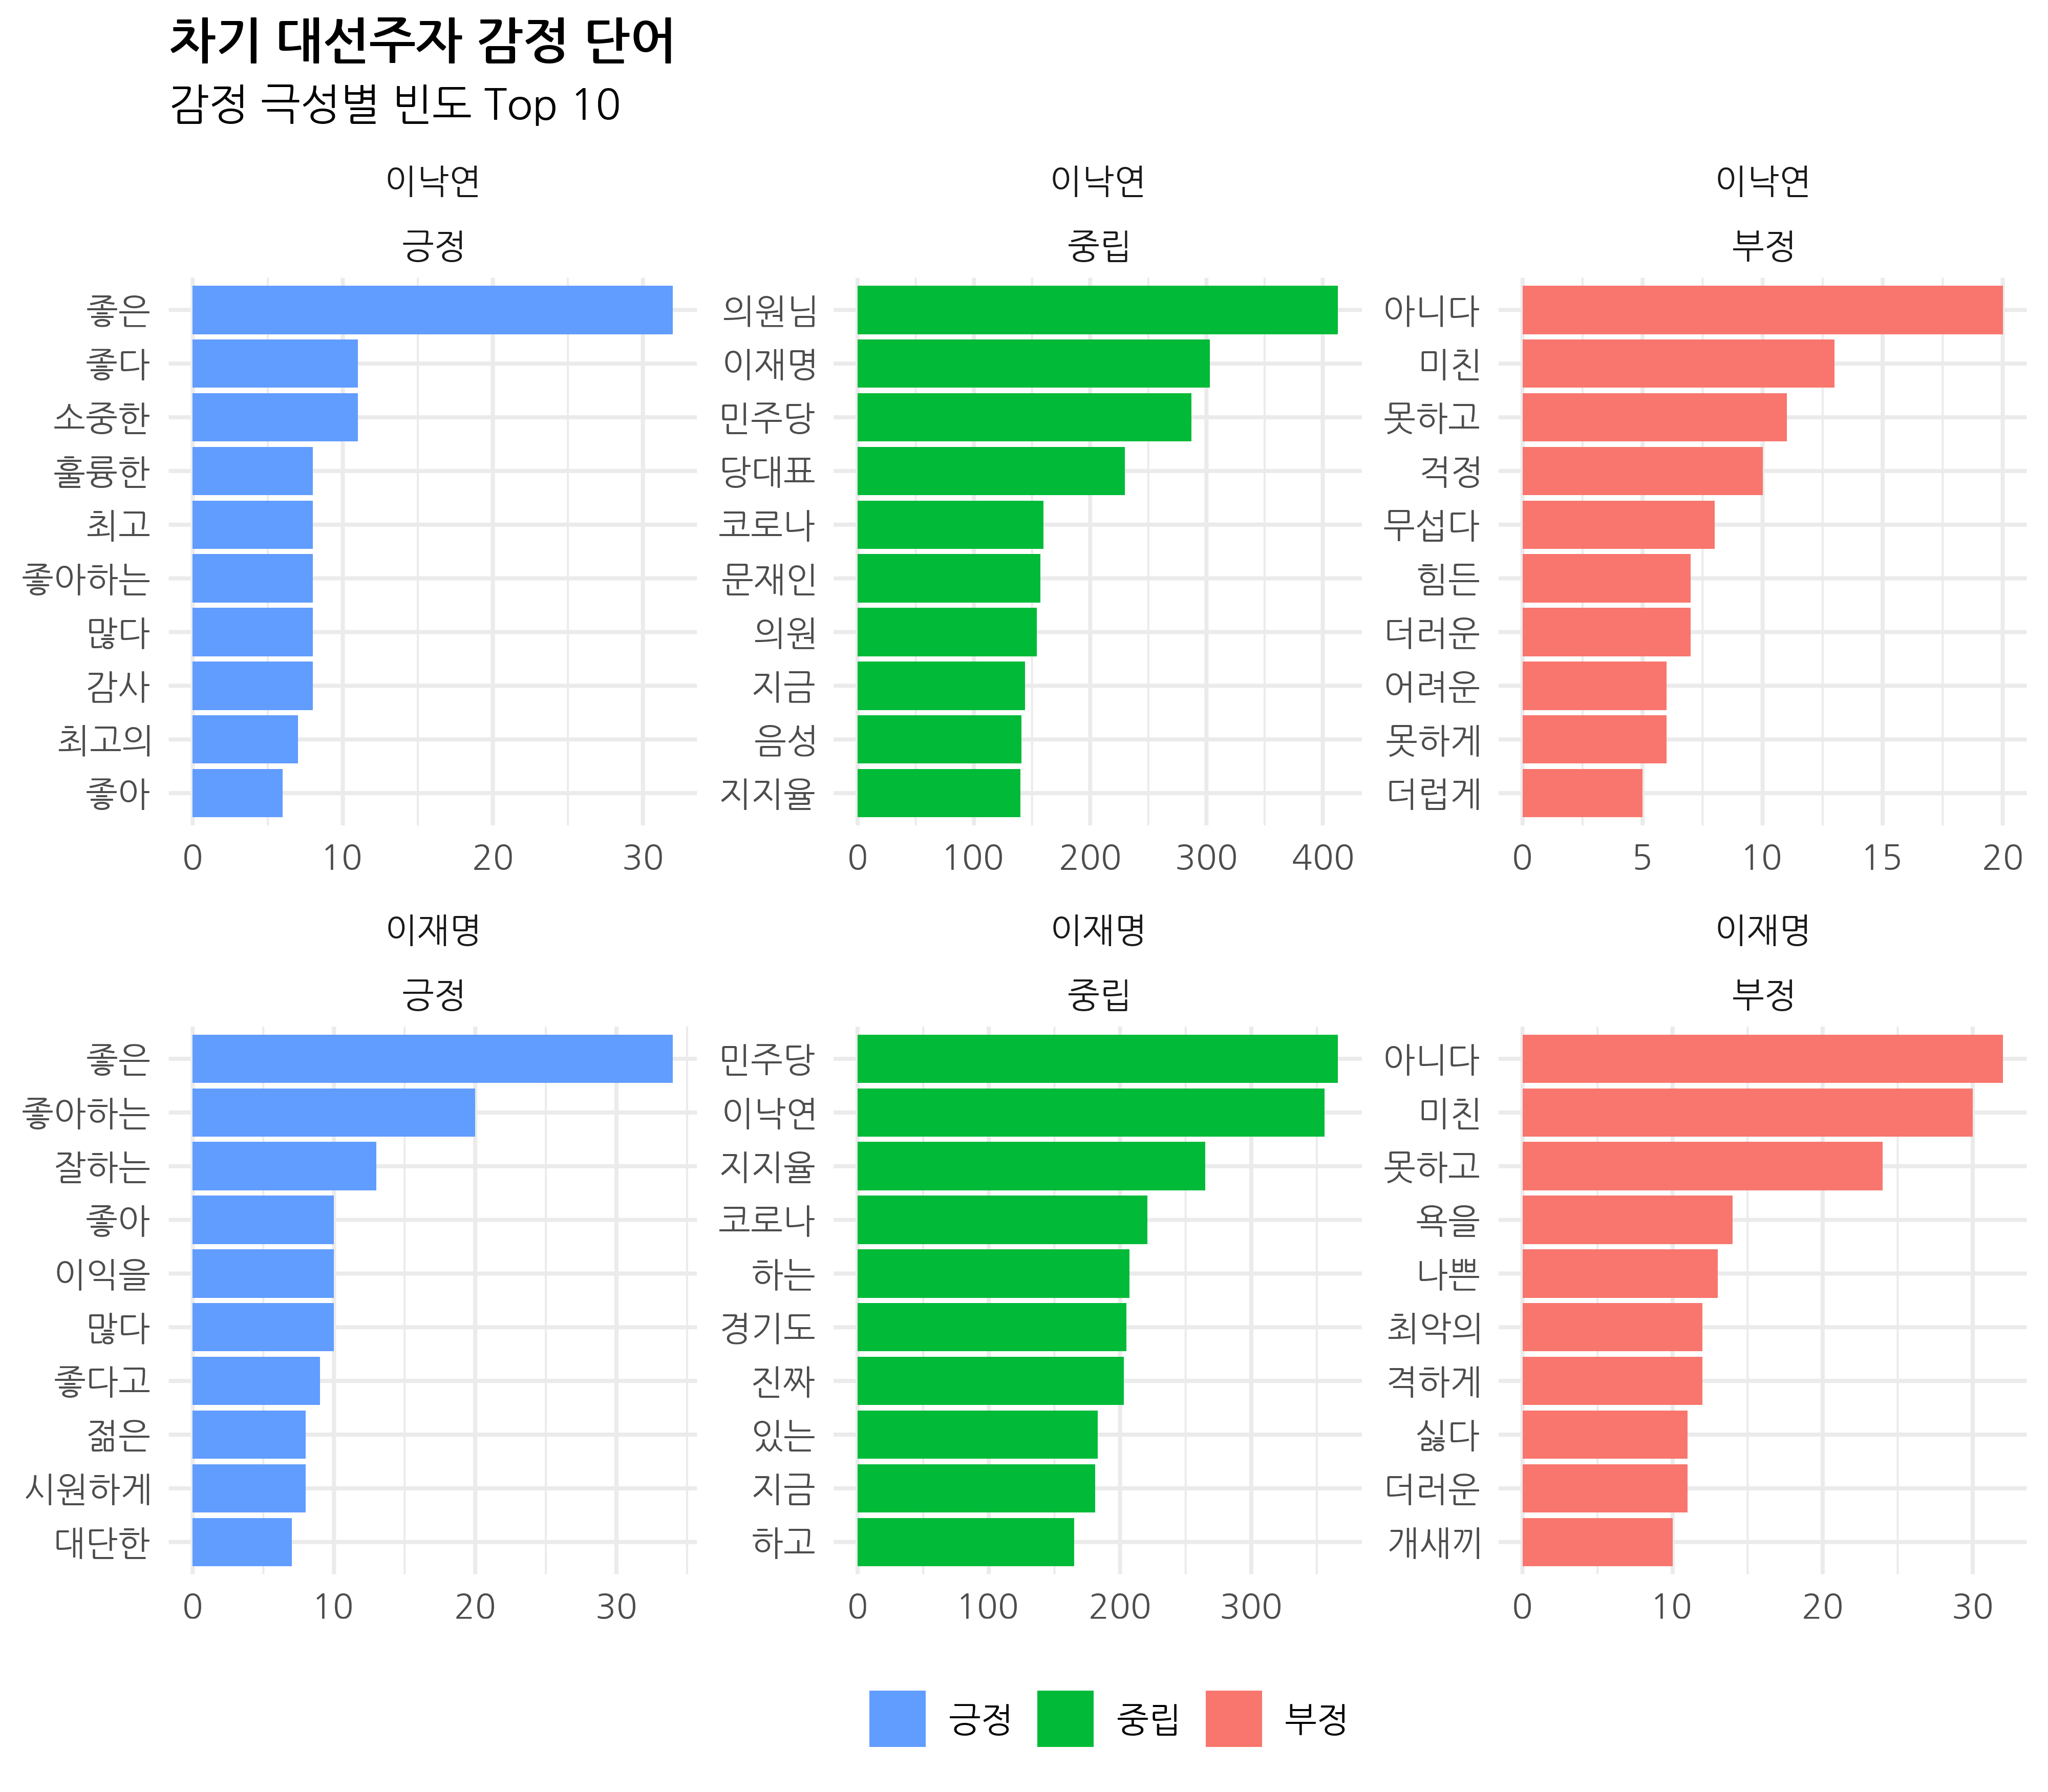 차기 대선주자 감정 단어
감정 극성별 빈도 Top 10
이낙연
긍정
좋은
좋다
소중한
훌륭한
최고
좋아하는
많다
감사
최고의
좋아
0 10 20 30
이낙연
중립
의원님
이재명
민주당
당대표
코로나
문재인
의원
지금
음성
지지율
0 100 200 300 400
이낙연
부정
아니다
미친
못하고
걱정
무섭다
힘든
더러운
어려운
못하게
더럽게
0 5 10 15 20
이재명
긍정
좋은
좋아하는
잘하는
좋아
이익을
많다
좋다고
젊은
시원하게
대단한
0 10 20 30
이재명
중립
민주당
이낙연
지지율
코로나
하는
경기도
진짜
있는
지금
하고
0 100 200 300
이재명
부정
아니다
미친
못하고
욕을
나쁜
최악의
격하게
싫다
더러운
개새끼
0 10 20 30
긍정 중립 부정